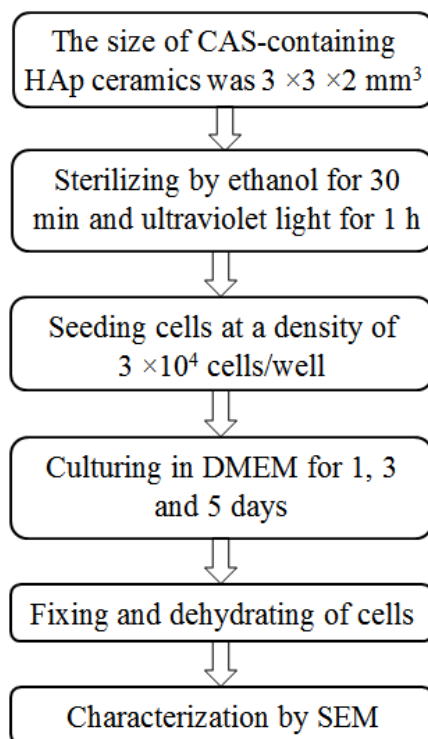 The size of CAS-containing
HAp ceramics was 3 ×3 ×2 mm³
Sterilizing by ethanol for 30
min and ultraviolet light for 1 h
Seeding cells at a density of
3 ×10⁴ cells/well
Culturing in DMEM for 1, 3
and 5 days
Fixing and dehydrating of cells
Characterization by SEM